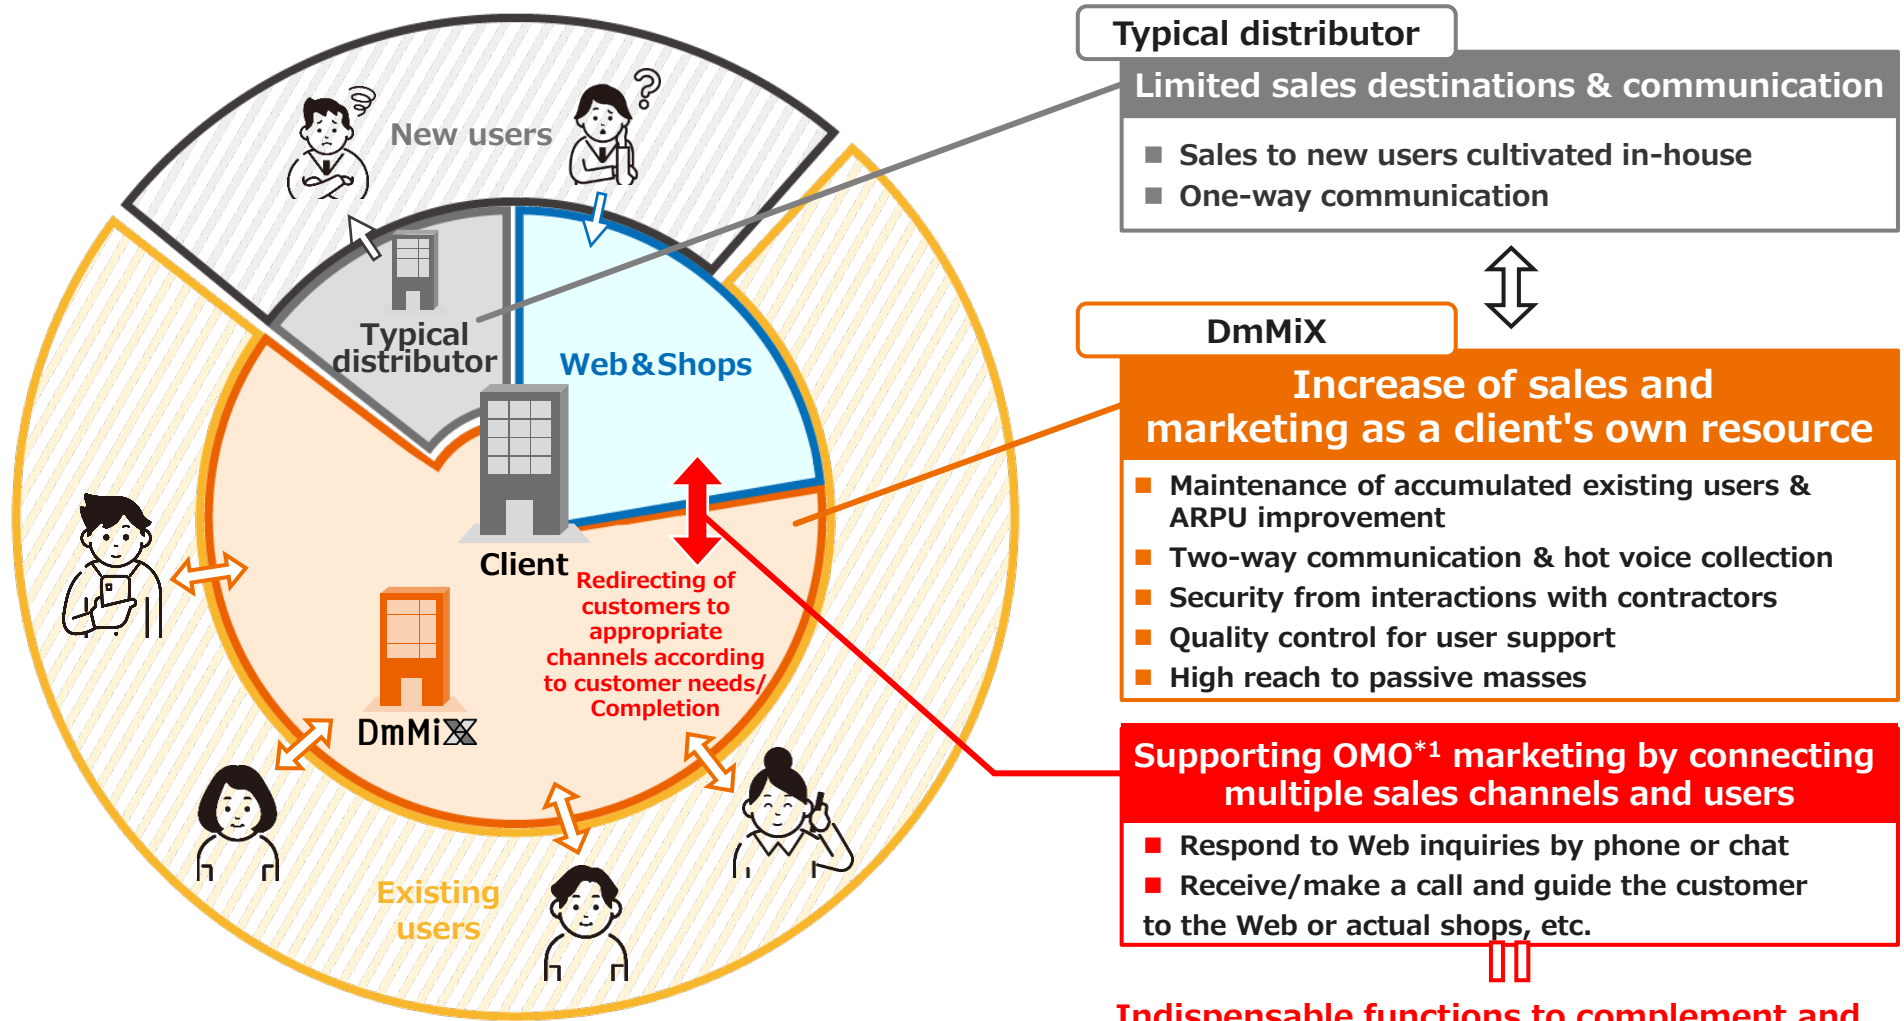 New users
Typical
distributor
Web&Shops
Client
Redirecting of
customers to
appropriate
channels according
to customer needs/
Completion
DmMiX
Existing
users
Typical distributor
Limited sales destinations & communication
■ Sales to new users cultivated in-house
■ One-way communication
DmMiX
Increase of sales and
marketing as a client's own resource
■ Maintenance of accumulated existing users &
ARPU improvement
■ Two-way communication & hot voice collection
■ Security from interactions with contractors
■ Quality control for user support
■ High reach to passive masses
Supporting OMO*1 marketing by connecting
multiple sales channels and users
■ Respond to Web inquiries by phone or chat
■ Receive/make a call and guide the customer
to the Web or actual shops, etc.
Indispensable functions to complement and